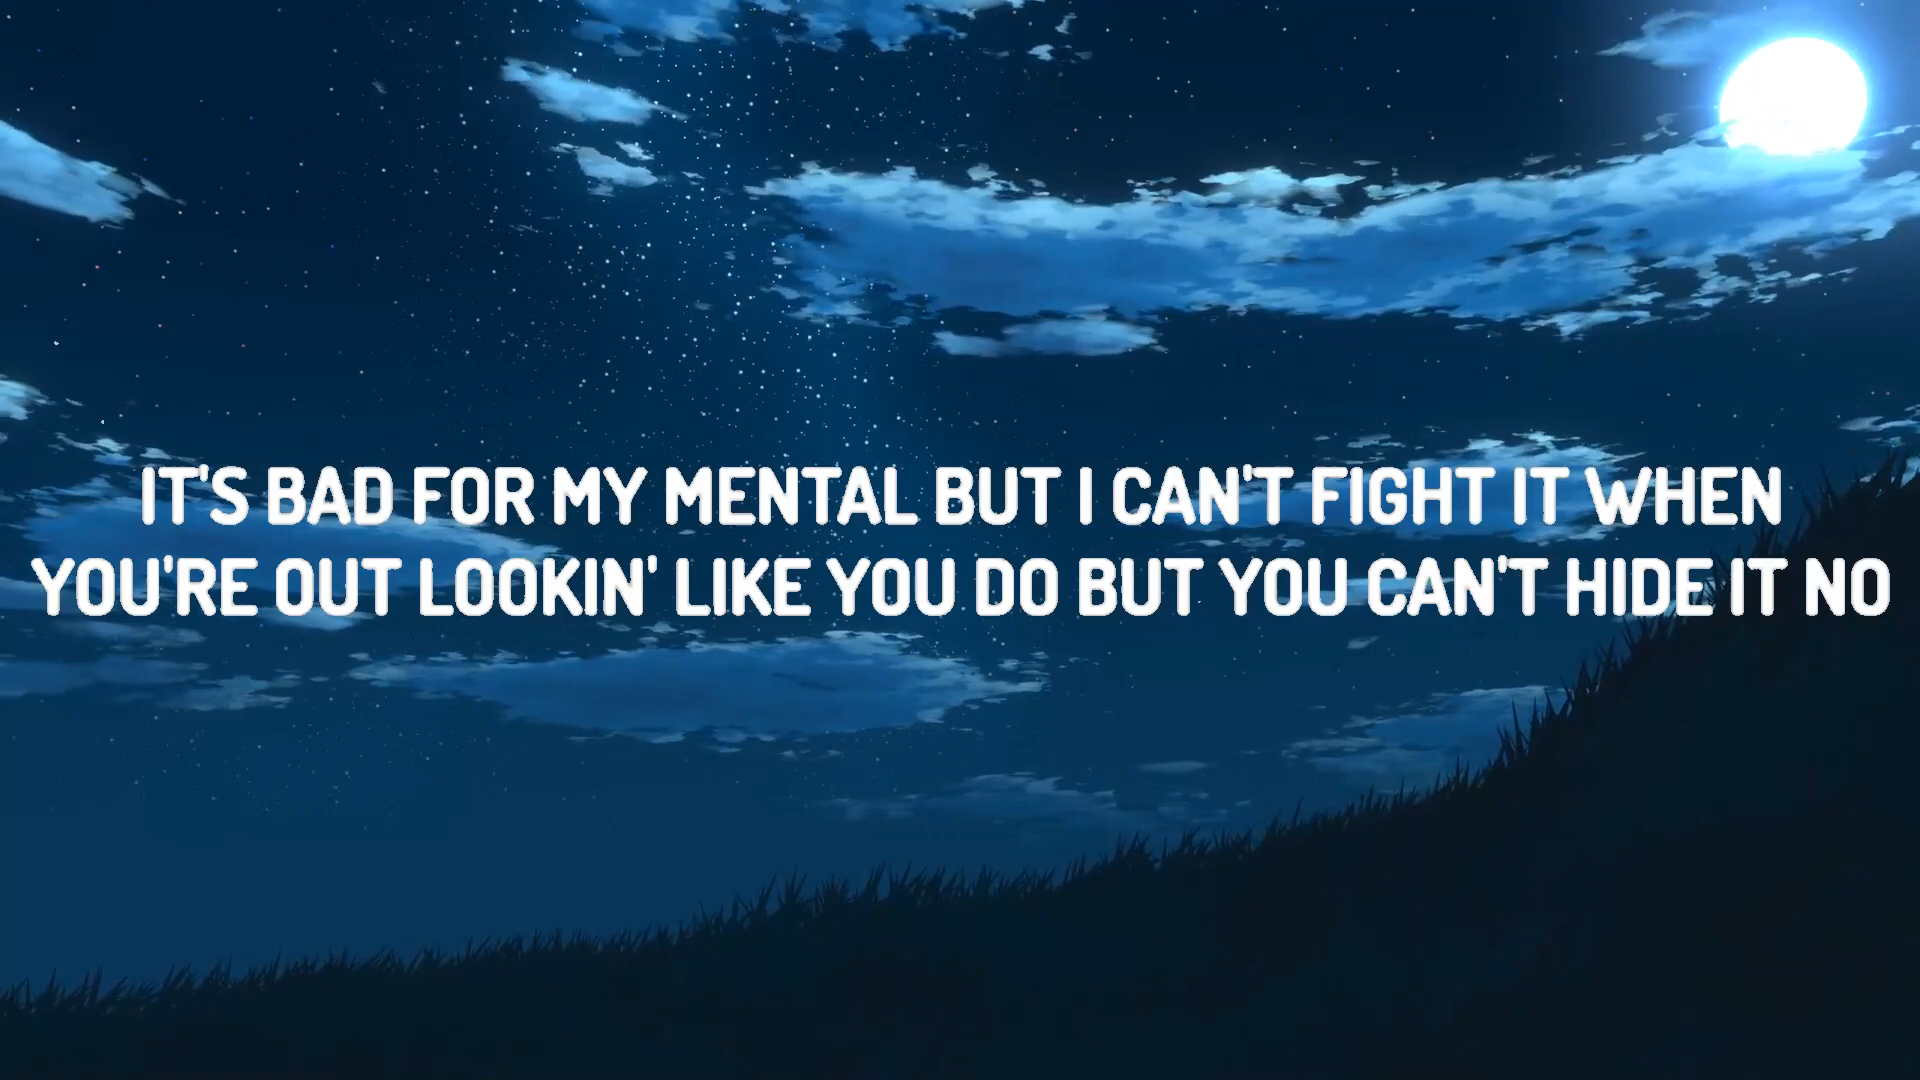 IT'S BAD FOR MY MENTAL BUT I CAN'T FIGHT IT WHEN
YOU'RE OUT LOOKIN' LIKE YOU DO BUT YOU CAN'T HIDE IT NO